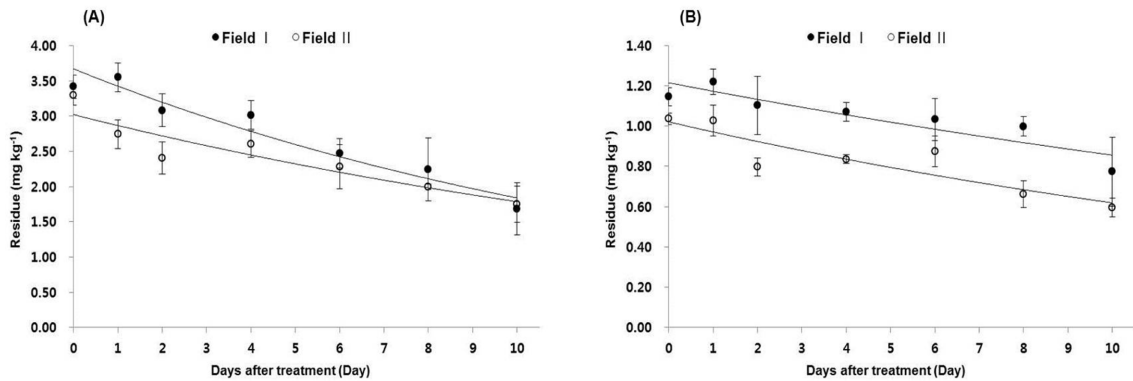 (A)
● Field Ⅰ ○ Field Ⅱ
4.00
3.50
3.00
2.50
2.00
1.50
1.00
0.50
0.00
Residue (mg kg-1)
0 1 2 3 4 5 6 7 8 9 10
Days after treatment (Day)
(B)
● Field Ⅰ ○ Field Ⅱ
1.40
1.20
1.00
0.80
0.60
0.40
0.20
0.00
Residue (mg kg-1)
0 1 2 3 4 5 6 7 8 9 10
Days after treatment (Day)